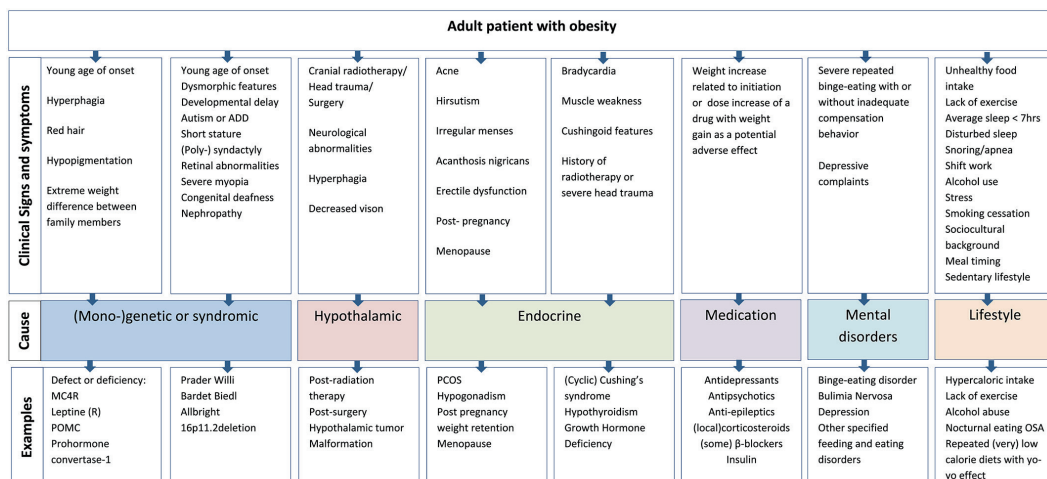 Adult patient with obesity
Clinical Signs and symptoms
Young age of onset
Hyperphagia
Red hair
Hypopigmentation
Extreme weight
difference between
family members
Young age of onset
Dysmorphic features
Developmental delay
Autism or ADD
Short stature
(Poly-) syndactyly
Retinal abnormalities
Severe myopia
Congenital deafness
Nephropathy
Cranial radiotherapy/
Head trauma/
Surgery
Neurological
abnormalities
Hyperphagia
Decreased vison
Acne
Hirsutism
Irregular menses
Acanthosis nigricans
Erectile dysfunction
Post- pregnancy
Menopause
Bradycardia
Muscle weakness
Cushingoid features
History of
radiotherapy or
severe head trauma
Weight increase
related to initiation
or dose increase of a
drug with weight
gain as a potential
adverse effect
Severe repeated
binge-eating with or
without inadequate
compensation
behavior
Depressive
complaints
Unhealthy food
intake
Lack of exercise
Average sleep < 7hrs
Disturbed sleep
Snoring/apnea
Shift work
Alcohol use
Stress
Smoking cessation
Sociocultural
background
Meal timing
Sedentary lifestyle
Cause
(Mono-)genetic or syndromic
Hypothalamic
Endocrine
Medication
Mental
disorders
Lifestyle
Examples
Defect or deficiency:
MC4R
Leptine (R)
POMC
Prohormone
convertase-1
Prader Willi
Bardet Biedl
Allbright
16p11.2deletion
Post-radiation
therapy
Post-surgery
Hypothalamic tumor
Malformation
PCOS
Hypogonadism
Post pregnancy
weight retention
Menopause
(Cyclic) Cushing's
syndrome
Hypothyroidism
Growth Hormone
Deficiency
Antidepressants
Antipsychotics
Anti-epileptics
(local)corticosteroids
(some) β-blockers
Insulin
Binge-eating disorder
Bulimia Nervosa
Depression
Other specified
feeding and eating
disorders
Hypercaloric intake
Lack of exercise
Alcohol abuse
Nocturnal eating OSA
Repeated (very) low
calorie diets with yo-
yo effect